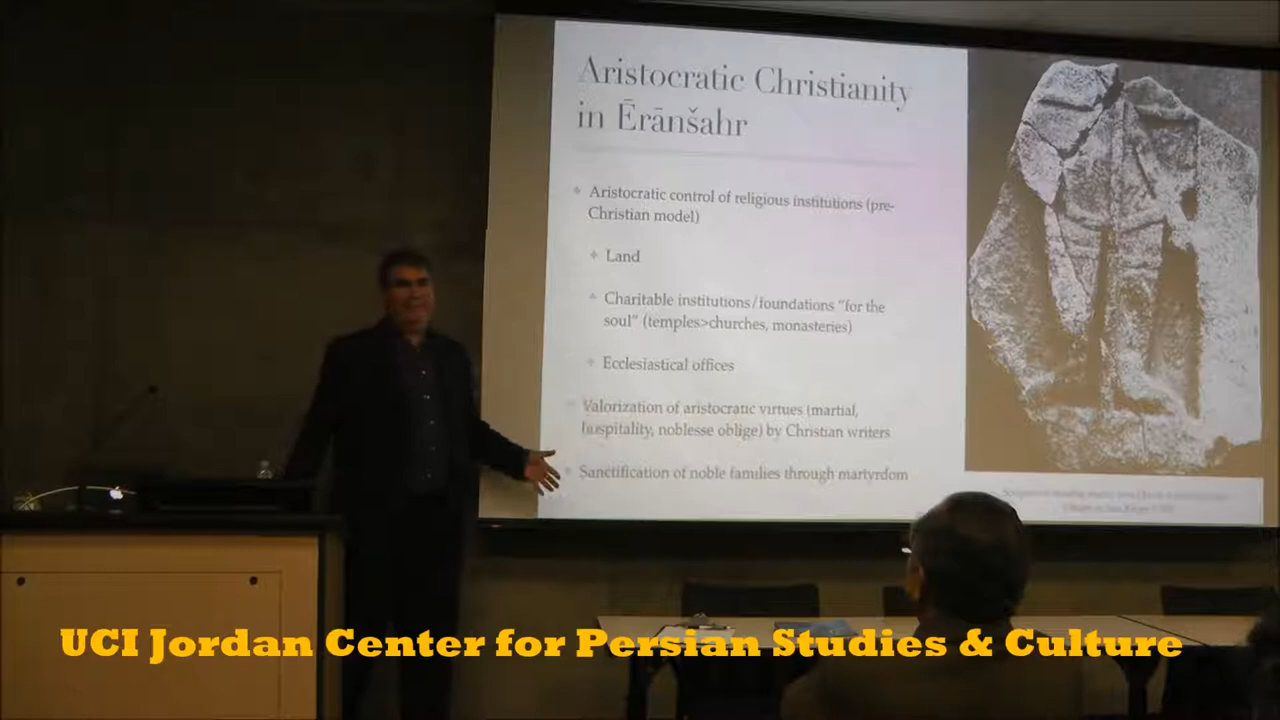 Aristocratic Christianity
in Ērānšahr
Aristocratic control of religious institutions (pre-
Christian model)
Land
Charitable institutions/foundations "for the
soul" (temples>churches, monasteries)
Ecclesiastical offices
Valorization of aristocratic virtues (martial,
hospitality, noblesse oblige) by Christian writers
Sanctification of noble families through martyrdom
UCI Jordan Center for Persian Studies & Culture